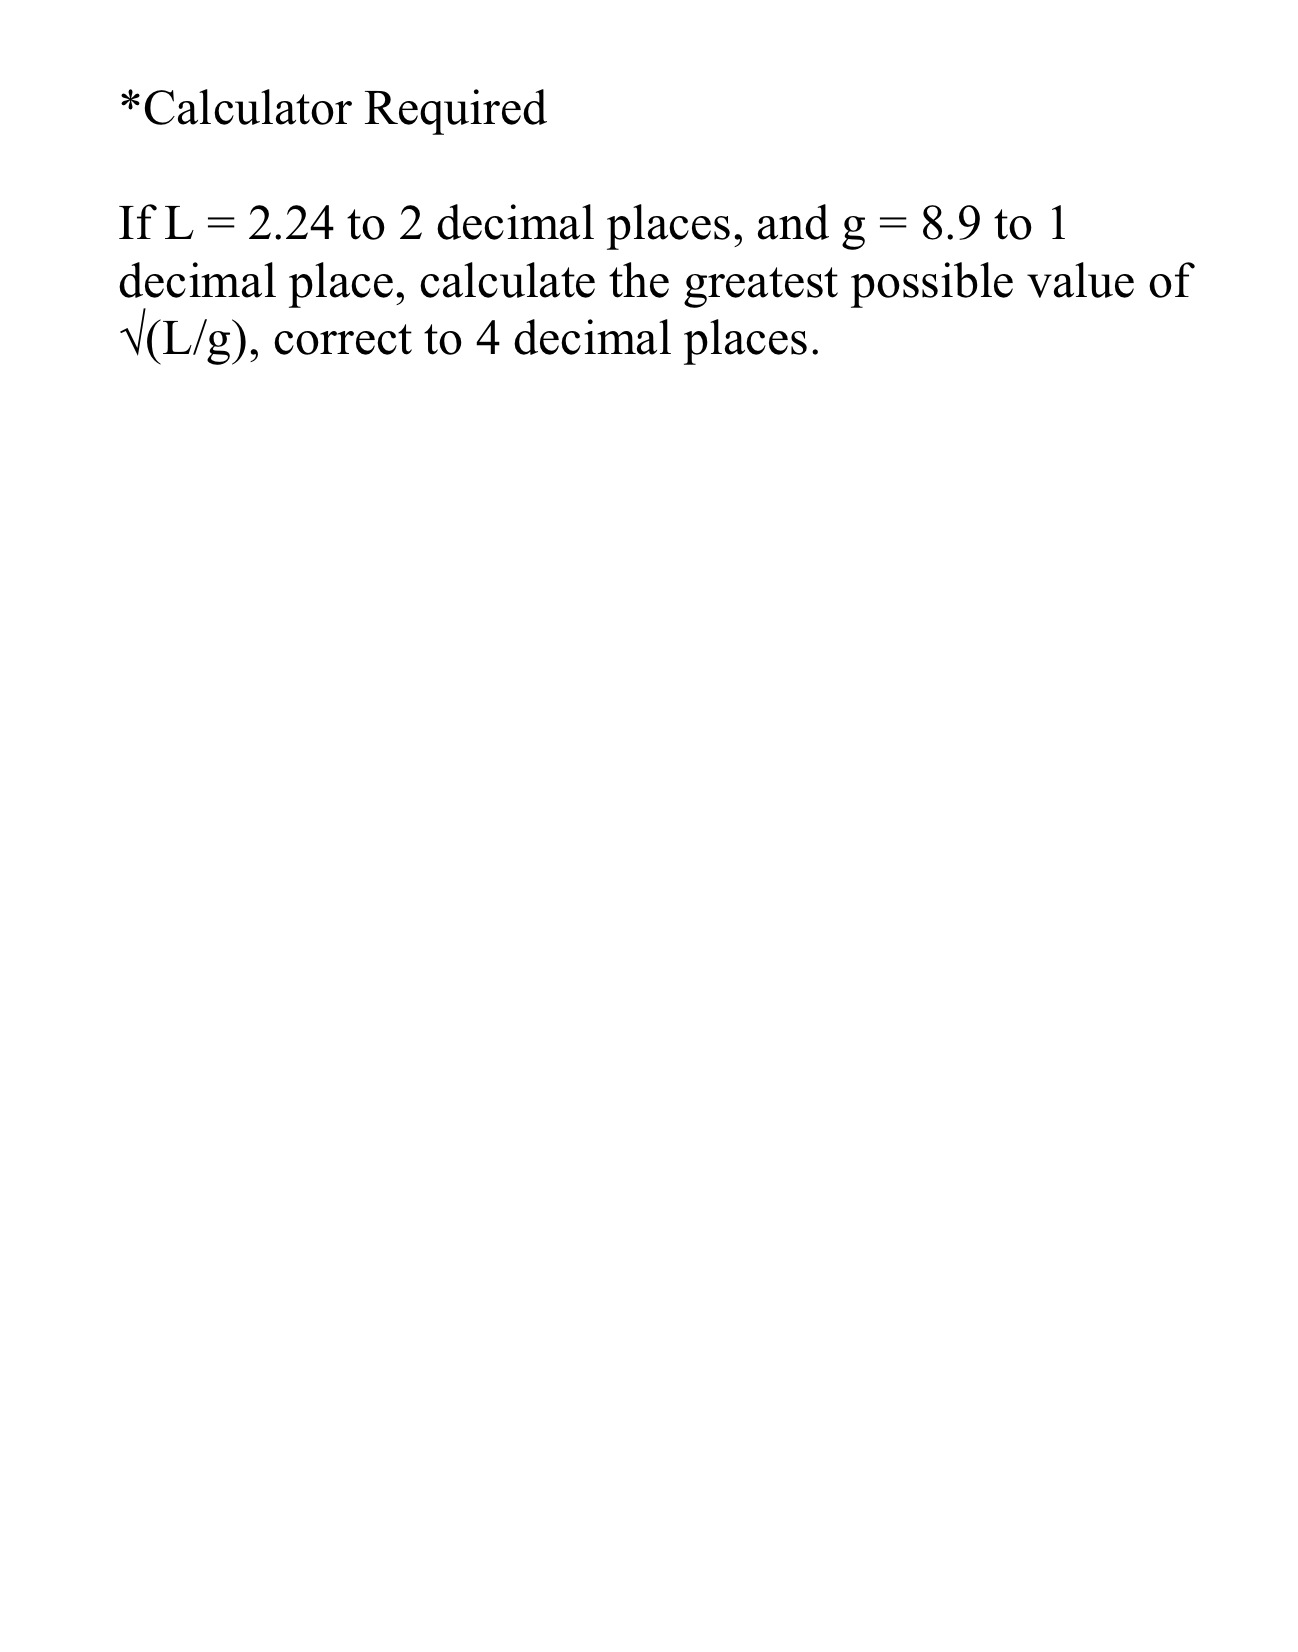 *Calculator Required
If L = 2.24 to 2 decimal places, and g = 8.9 to 1
decimal place, calculate the greatest possible value of
√(L/g), correct to 4 decimal places.